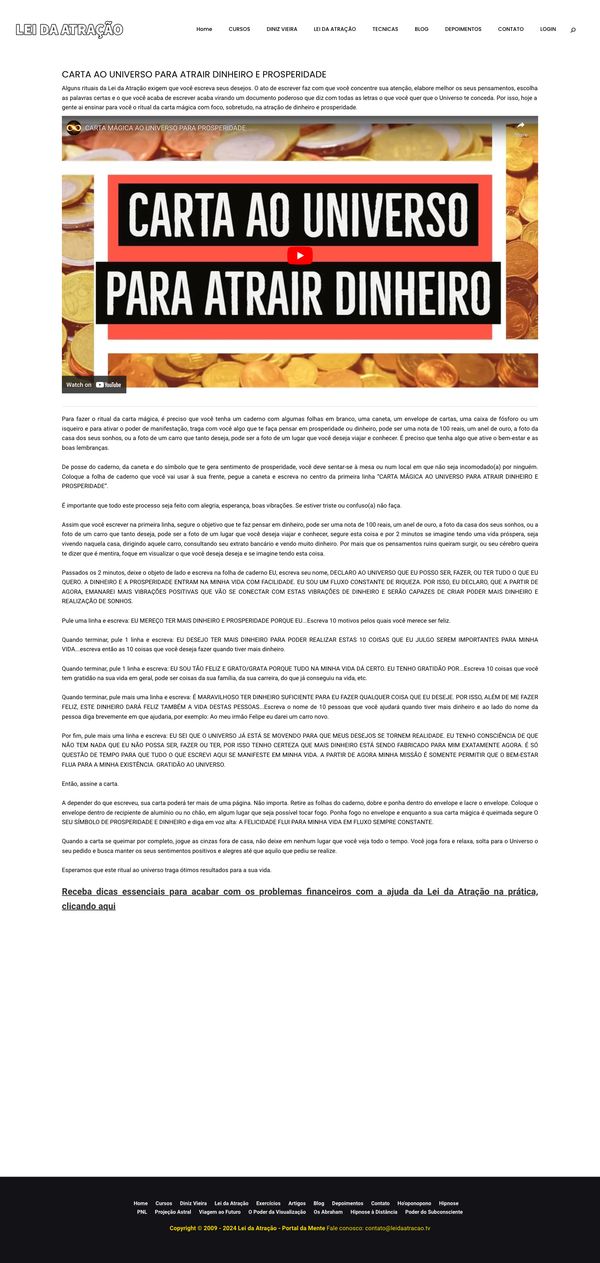 LEI DA ATRAÇÃO
Home CURSOS DINIZ VIEIRA LEI DA ATRAÇÃO TECNICAS BLOG DEPOIMENTOS CONTATO LOGIN
CARTA AO UNIVERSO PARA ATRAIR DINHEIRO E PROSPERIDADE
Alguns rituais da Lei da Atração exigem que você escreva seus desejos. O ato de escrever faz com que você concentre sua atenção, elabore melhor os seus pensamentos, escolha
as palavras certas e o que você acaba de escrever acaba virando um documento poderoso que diz com todas as letras o que você quer que o Universo te conceda. Por isso, hoje a
gente ai ensinar para você o ritual da carta mágica com foco, sobretudo, na atração de dinheiro e prosperidade.
CARTA MÁGICA AO UNIVERSO PARA PROSPERIDADE...
CARTA AO UNIVERSO
PARA ATRAIR DINHEIRO
Watch on YouTube
Para fazer o ritual da carta mágica, é preciso que você tenha um caderno com algumas folhas em branco, uma caneta, um envelope de cartas, uma caixa de fósforo ou um
isqueiro e para ativar o poder de manifestação, traga com você algo que te faça pensar em prosperidade ou dinheiro, pode ser uma nota de 100 reais, um anel de ouro, a foto da
casa dos seus sonhos, ou a foto de um carro que tanto deseja, pode ser a foto de um lugar que você deseja viajar e conhecer. É preciso que tenha algo que ative o bem-estar e as
boas lembranças.
De posse do caderno, da caneta e do símbolo que te gera sentimento de prosperidade, você deve sentar-se à mesa ou num local em que não seja incomodado(a) por ninguém.
Coloque a folha de caderno que você vai usar à sua frente, pegue a caneta e escreva no centro da primeira linha "CARTA MÁGICA AO UNIVERSO PARA ATRAIR DINHEIRO E
PROSPERIDADE".
É importante que todo este processo seja feito com alegria, esperança, boas vibrações. Se estiver triste ou confuso(a) não faça.
Assim que você escrever na primeira linha, segure o objetivo que te faz pensar em dinheiro, pode ser uma nota de 100 reais, um anel de ouro, a foto da casa dos seus sonhos, ou a
foto de um carro que tanto deseja, pode ser a foto de um lugar que você deseja viajar e conhecer, segure esta coisa e por 2 minutos se imagine tendo uma vida próspera, seja
vivendo naquela casa, dirigindo aquele carro, consultando seu extrato bancário e vendo muito dinheiro. Por mais que os pensamentos ruins queiram surgir, ou seu cérebro queira
te dizer que é mentira, foque em visualizar o que você deseja deseja e se imagine tendo esta coisa.
Passados os 2 minutos, deixe o objeto de lado e escreva na folha de caderno EU, escreva seu nome, DECLARO AO UNIVERSO QUE EU POSSO SER, FAZER, OU TER TUDO O QUE EU
QUERO. A DINHEIRO E A PROSPERIDADE ENTRAM NA MINHA VIDA COM FACILIDADE. EU SOU UM FLUXO CONSTANTE DE RIQUEZA. POR ISSO, EU DECLARO, QUE A PARTIR DE
AGORA, EMANAREI MAIS VIBRAÇÕES POSITIVAS QUE VÃO SE CONECTAR COM ESTAS VIBRAÇÕES DE DINHEIRO E SERÃO CAPAZES DE CRIAR PODER MAIS DINHEIRO E
REALIZAÇÃO DE SONHOS.
Pule uma linha e escreva: EU MEREÇO TER MAIS DINHEIRO E PROSPERIDADE PORQUE EU...Escreva 10 motivos pelos quais você merece ser feliz.
Quando terminar, pule 1 linha e escreva: EU DESEJO TER MAIS DINHEIRO PARA PODER REALIZAR ESTAS 10 COISAS QUE EU JULGO SEREM IMPORTANTES PARA MINHA
VIDA...escreva então as 10 coisas que você deseja fazer quando tiver mais dinheiro.
Quando terminar, pule 1 linha e escreva: EU SOU TÃO FELIZ E GRATO/GRATA PORQUE TUDO NA MINHA VIDA DÁ CERTO. EU TENHO GRATIDÃO POR...Escreva 10 coisas que você
tem gratidão na sua vida em geral, pode ser coisas da sua família, da sua carreira, do que já conseguiu na vida, etc.
Quando terminar, pule mais uma linha e escreva: É MARAVILHOSO TER DINHEIRO SUFICIENTE PARA EU FAZER QUALQUER COISA QUE EU DESEJE. POR ISSO, ALÉM DE ME FAZER
FELIZ, ESTE DINHEIRO DARÁ FELIZ TAMBÉM A VIDA DESTAS PESSOAS...Escreva o nome de 10 pessoas que você ajudará quando tiver mais dinheiro e ao lado do nome da
pessoa diga brevemente em que ajudaria, por exemplo: Ao meu irmão Felipe eu darei um carro novo.
Por fim, pule mais uma linha e escreva: EU SEI QUE O UNIVERSO JÁ ESTÁ SE MOVENDO PARA QUE MEUS DESEJOS SE TORNEM REALIDADE. EU TENHO CONSCIÊNCIA DE QUE
NÃO TEM NADA QUE EU NÃO POSSA SER, FAZER OU TER, POR ISSO TENHO CERTEZA QUE MAIS DINHEIRO ESTÁ SENDO FABRICADO PARA MIM EXATAMENTE AGORA. É SÓ
QUESTÃO DE TEMPO PARA QUE TUDO O QUE ESCREVI AQUI SE MANIFESTE EM MINHA VIDA. A PARTIR DE AGORA MINHA MISSÃO É SOMENTE PERMITIR QUE O BEM-ESTAR
FLUA PARA A MINHA EXISTÊNCIA. GRATIDÃO AO UNIVERSO.
Então, assine a carta.
A depender do que escreveu, sua carta poderá ter mais de uma página. Não importa. Retire as folhas do caderno, dobre e ponha dentro do envelope e lacre o envelope. Coloque o
envelope dentro de recipiente de alumínio ou no chão, em algum lugar que seja possível tocar fogo. Ponha fogo no envelope e enquanto a sua carta mágica é queimada segure O
SEU SÍMBOLO DE PROSPERIDADE E DINHEIRO e diga em voz alta: A FELICIDADE FLUI PARA MINHA VIDA EM FLUXO SEMPRE CONSTANTE.
Quando a carta se queimar por completo, jogue as cinzas fora de casa, não deixe em nenhum lugar que você veja todo o tempo. Você joga fora e relaxa, solta para o Universo o
seu pedido e busca manter os seus sentimentos positivos e alegres até que aquilo que pediu se realize.
Esperamos que este ritual ao universo traga ótimos resultados para a sua vida.
Receba dicas essenciais para acabar com os problemas financeiros com a ajuda da Lei da Atração na prática,
clicando aqui
Home Cursos Diniz Vieira Lei da Atração Exercícios Artigos Blog Depoimentos Contato Ho'oponopono Hipnose
PNL Projeção Astral Viagem ao Futuro O Poder da Visualização Os Abraham Hipnose à Distância Poder do Subconsciente
Copyright © 2009 - 2024 Lei da Atração - Portal da Mente Fale conosco: contato@leidaatracao.tv